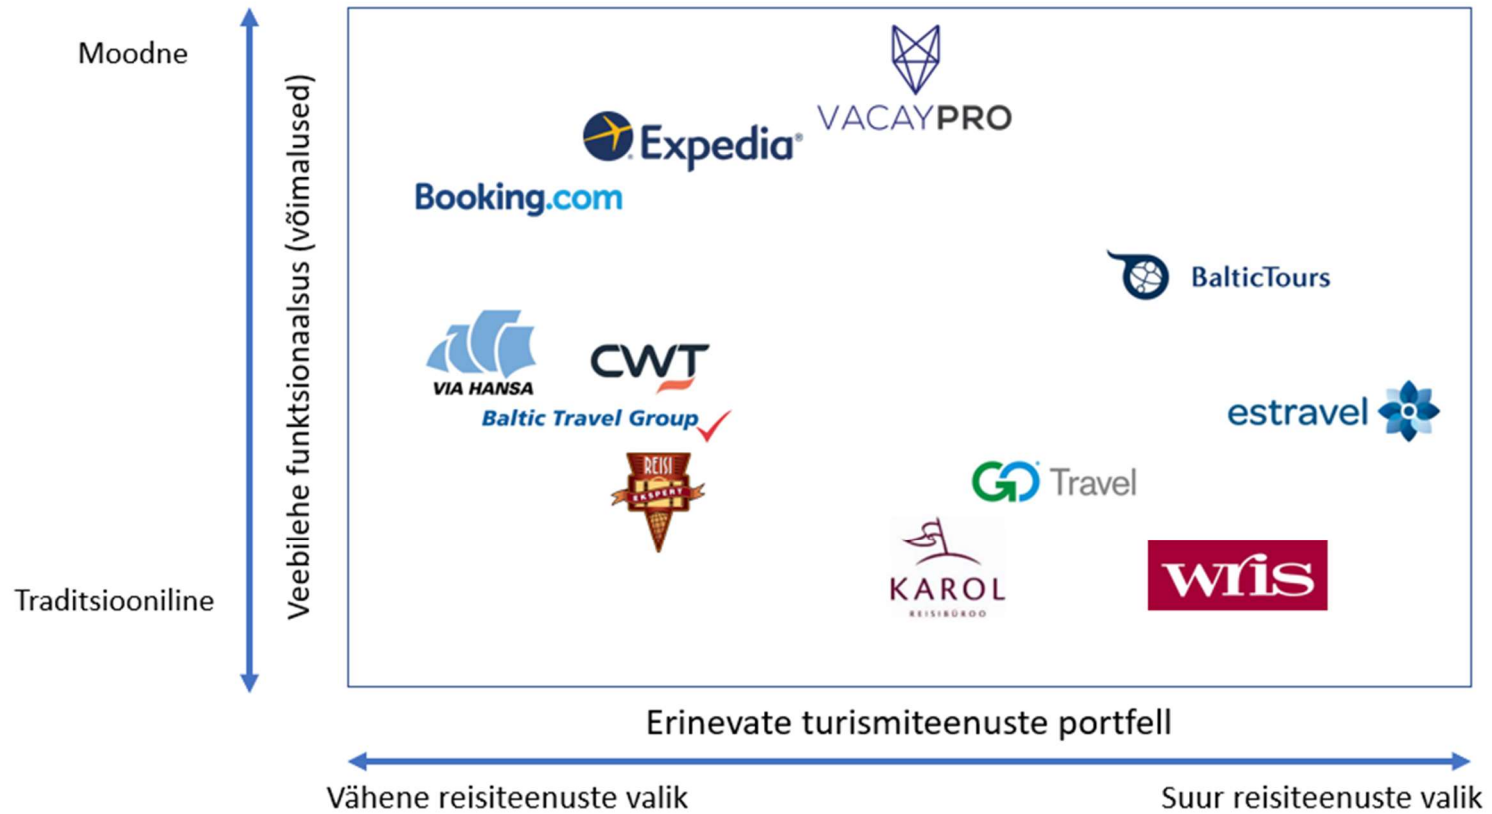 Moodne
Veebilehe funktsionaalsus (võimalused)
Traditsiooniline
VACAYPRO
Expedia®
Booking.com
BalticTours
VIA HANSA
CWT
Baltic Travel Group
estravel
REISI
EKSPERT
GO Travel
KAROL
REISIBÜROO
wris
Erinevate turismiteenuste portfell
Vähene reisiteenuste valik
Suur reisiteenuste valik